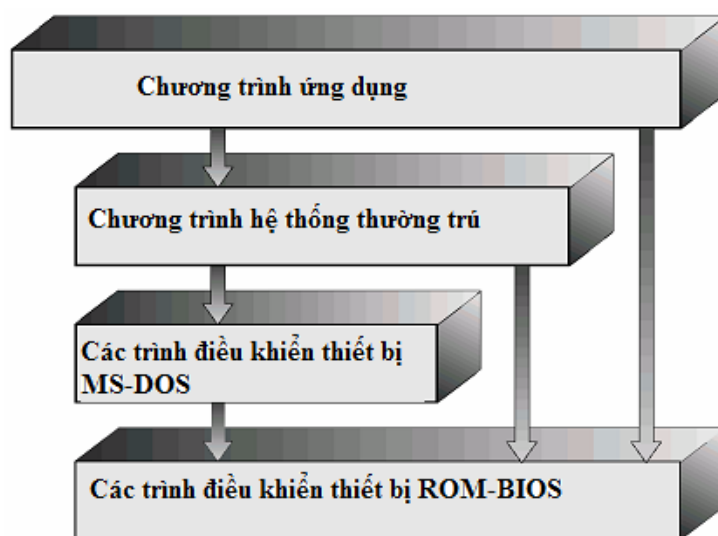 Chương trình ứng dụng
Chương trình hệ thống thường trú
Các trình điều khiển thiết bị
MS-DOS
Các trình điều khiển thiết bị ROM-BIOS